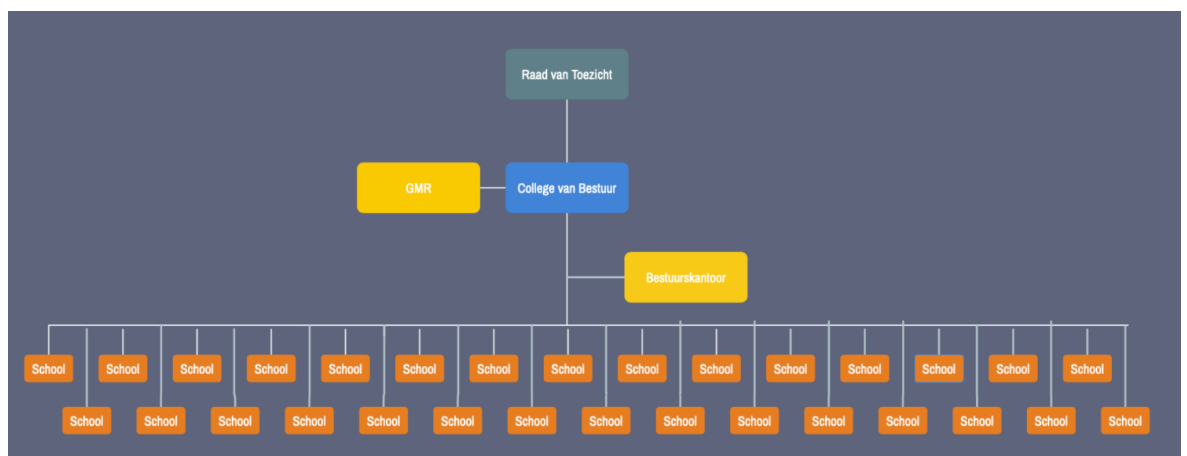 Raad van Toezicht
GMR
College van Bestuur
Bestuurskantoor
School School School School School School School School School School School School School School School
School School School School School School School School School School School School School School School